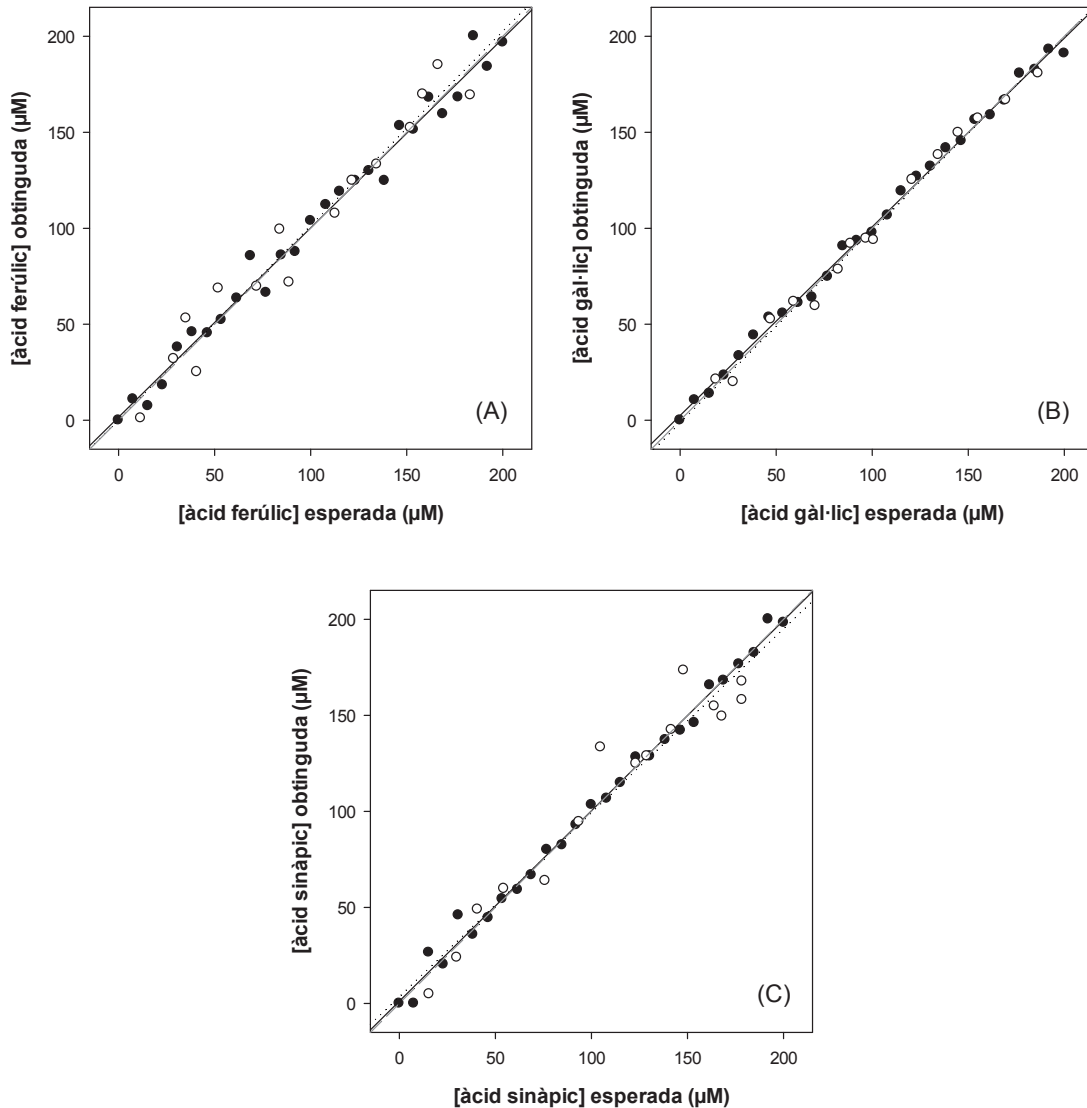 [àcid ferúlic] obtinguda (µM)
200
150
100
50
0
(A)
0 50 100 150 200
[àcid ferúlic] esperada (µM)
[àcid gàl·lic] obtinguda (µM)
200
150
100
50
0
(B)
0 50 100 150 200
[àcid gàl·lic] esperada (µM)
[àcid sinàpic] obtinguda (µM)
200
150
100
50
0
(C)
0 50 100 150 200
[àcid sinàpic] esperada (µM)